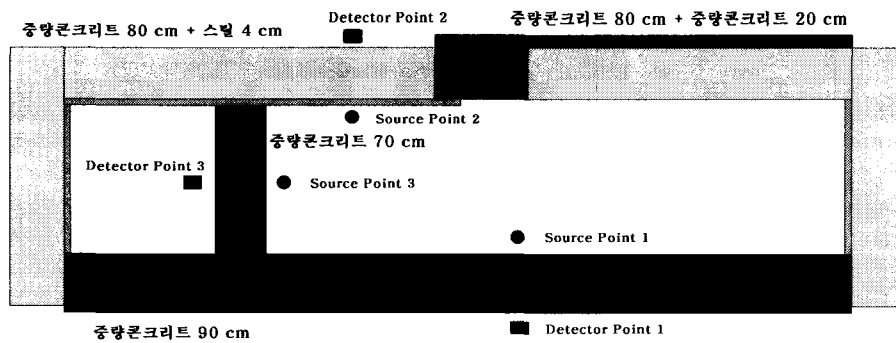 Detector Point 2
중량콘크리트 80 cm + 중량콘크리트 20 cm
중량콘크리트 80 cm + 스틸 4 cm
Source Point 2
중량콘크리트 70 cm
Detector Point 3
Source Point 3
Source Point 1
중량콘크리트 90 cm
Detector Point 1